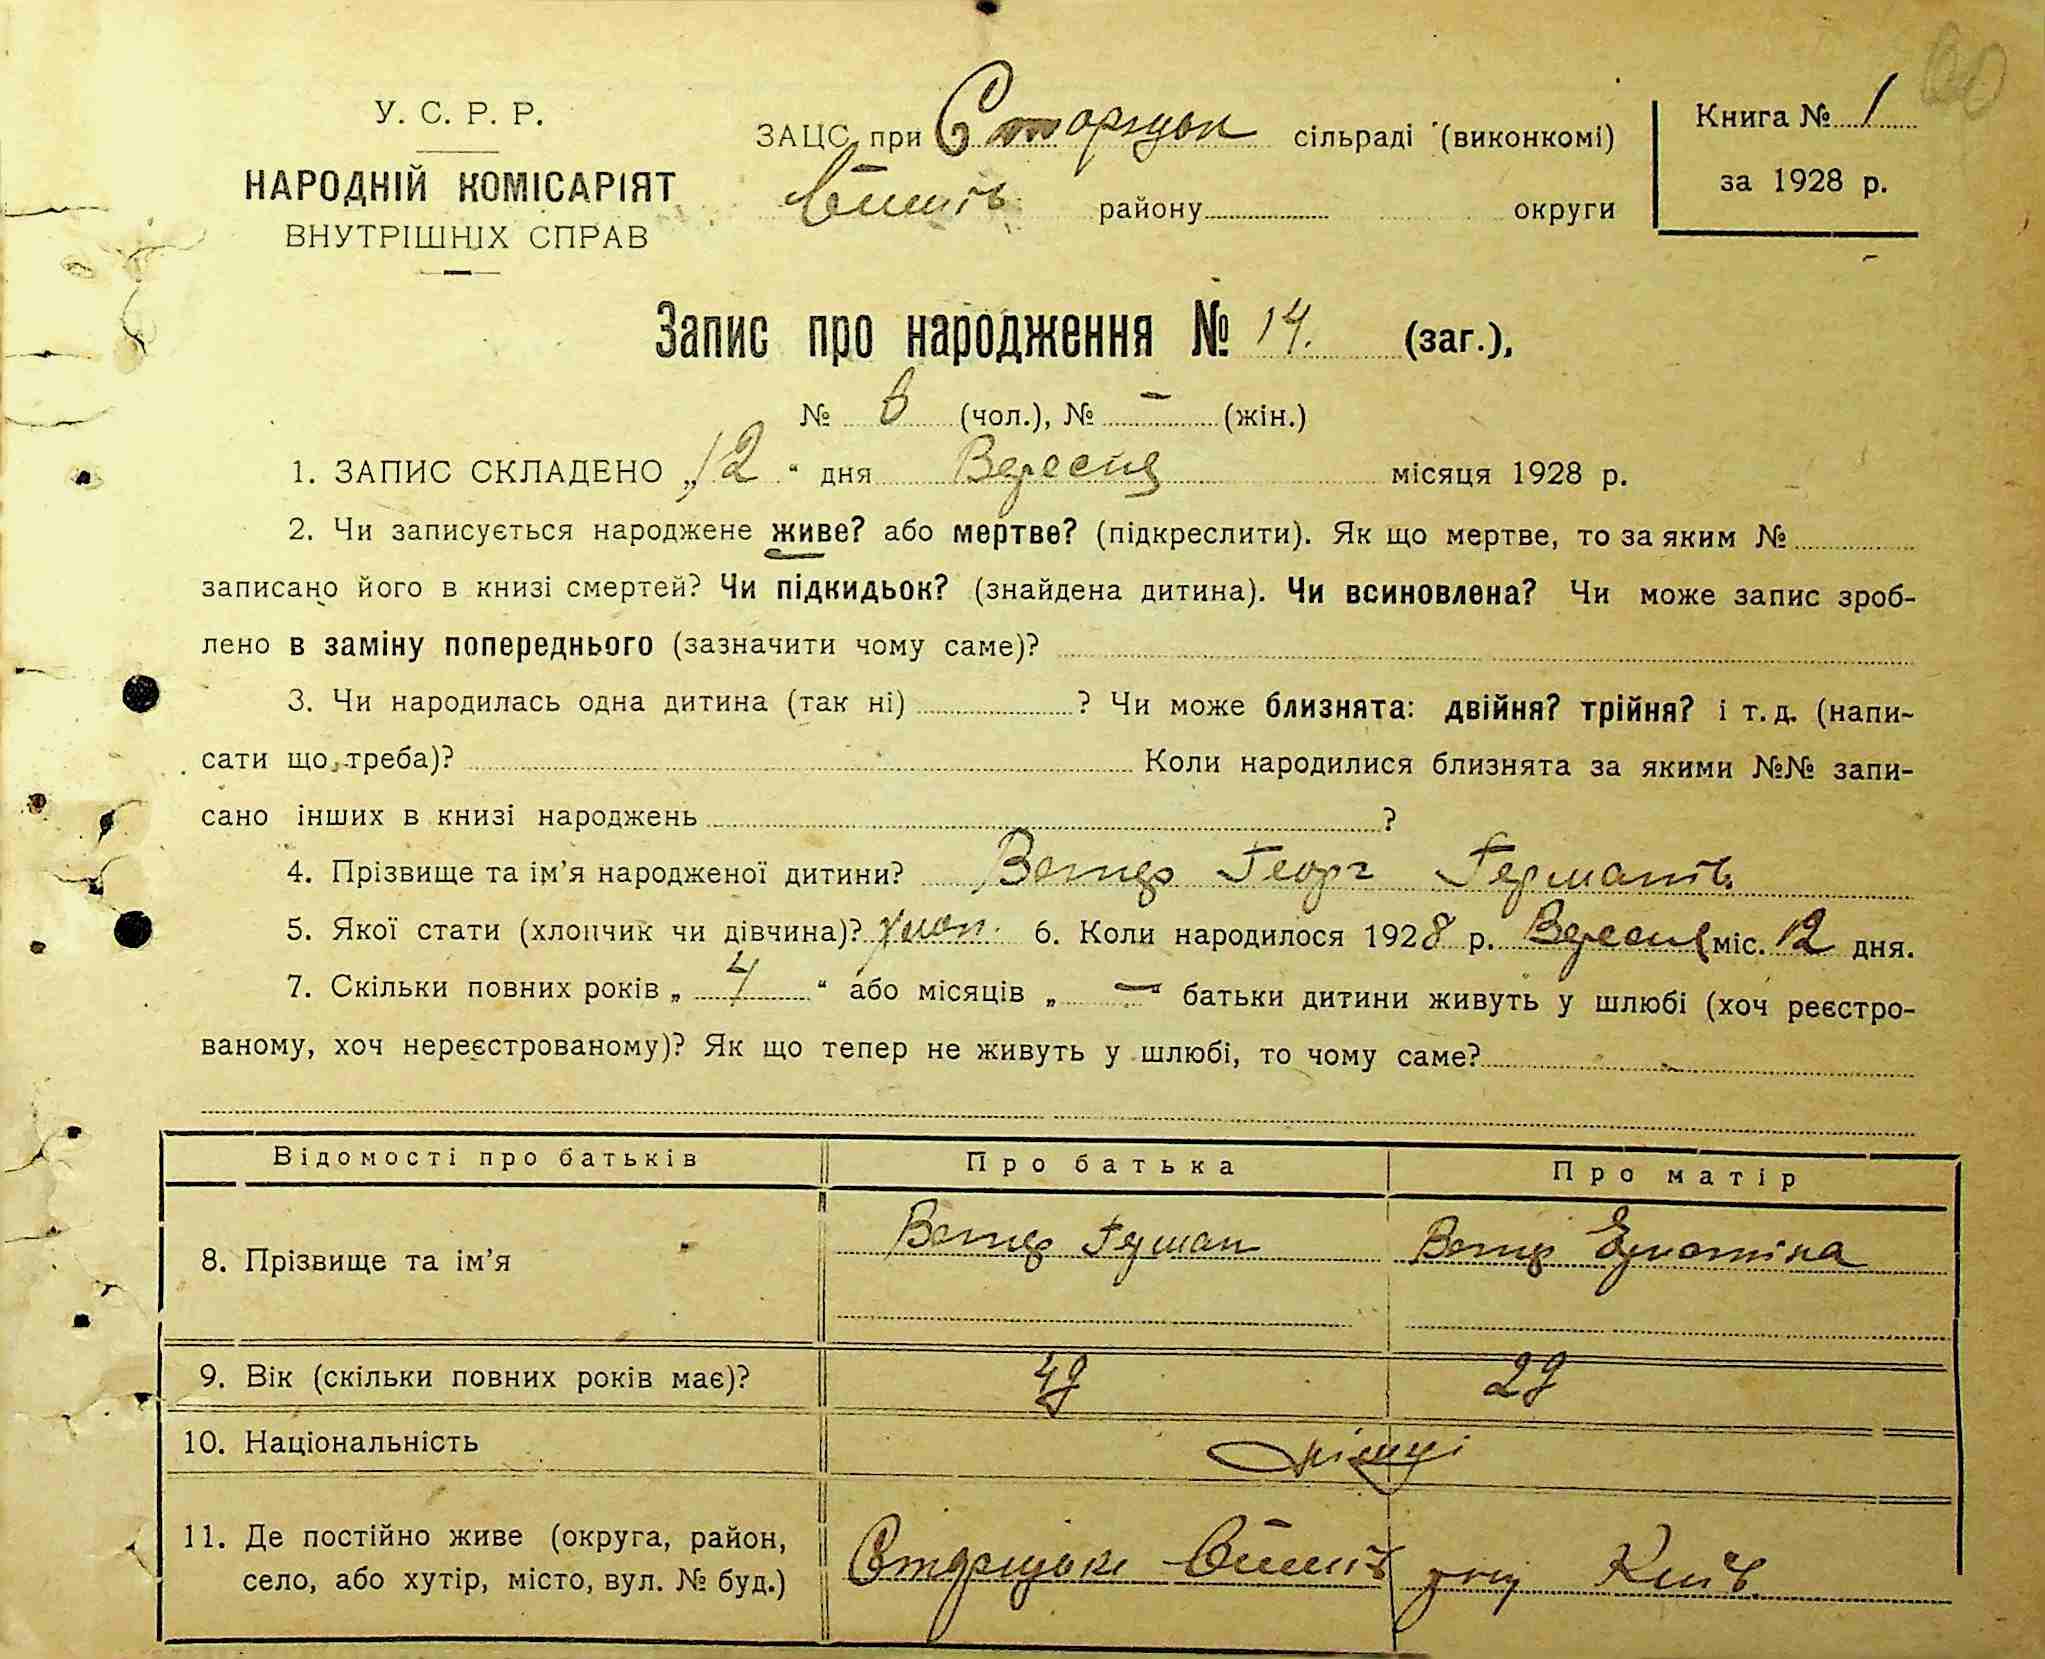 У. С. Р. Р.
НАРОДНІЙ КОМІСАРІЯТ
ВНУТРІШНІХ СПРАВ
ЗАЦС при сільраді (виконкомі)
району округи
Книга № 1
за 1928 р.
Запис про народження № 14. (заг.),
№ 8 (чол.), № – (жін.)
1. ЗАПИС СКЛАДЕНО „12“ дня Вересня місяця 1928 р.
2. Чи записується народжене живе? або мертве? (підкреслити). Як що мертве, то за яким №
записано його в книзі смертей? Чи підкидьок? (знайдена дитина). Чи всиновлена? Чи може запис зроб-
лено в заміну попереднього (зазначити чому саме)?
3. Чи народилась одна дитина (так ні) ? Чи може близнята: двійня? трійня? і т. д. (напи-
сати що треба)? Коли народилися близнята за якими №№ запи-
сано інших в книзі народжень ?
4. Прізвище та ім’я народженої дитини? Георг
5. Якої стати (хлопчик чи дівчина)? хлоп. 6. Коли народилося 1928 р. Вересня міс. 12 дня.
7. Скільки повних років „ 4 “ або місяців „ – “ батьки дитини живуть у шлюбі (хоч реєстро-
ваному, хоч нереєстрованому)? Як що тепер не живуть у шлюбі, то чому саме?
Відомості про батьків Про батька Про матір
8. Прізвище та ім’я Герман
9. Вік (скільки повних років має)? 49 29
10. Національність німці
11. Де постійно живе (округа, район,
село, або хутір, місто, вул. № буд.)